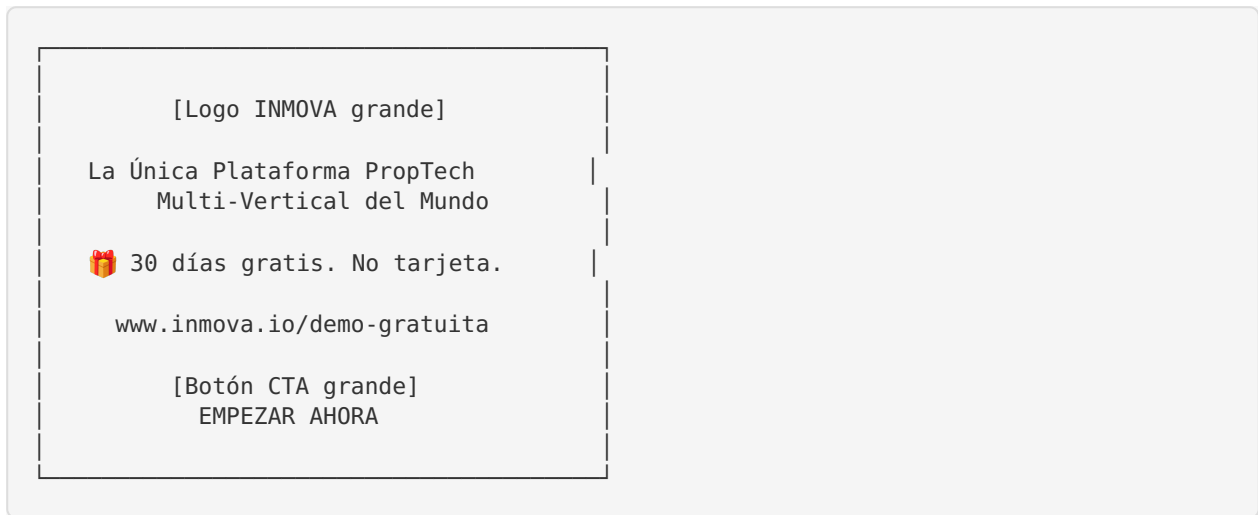 [Logo INMOVA grande]
La Única Plataforma PropTech
Multi-Vertical del Mundo
🎁 30 días gratis. No tarjeta.
www.inmova.io/demo-gratuita
[Botón CTA grande]
EMPEZAR AHORA